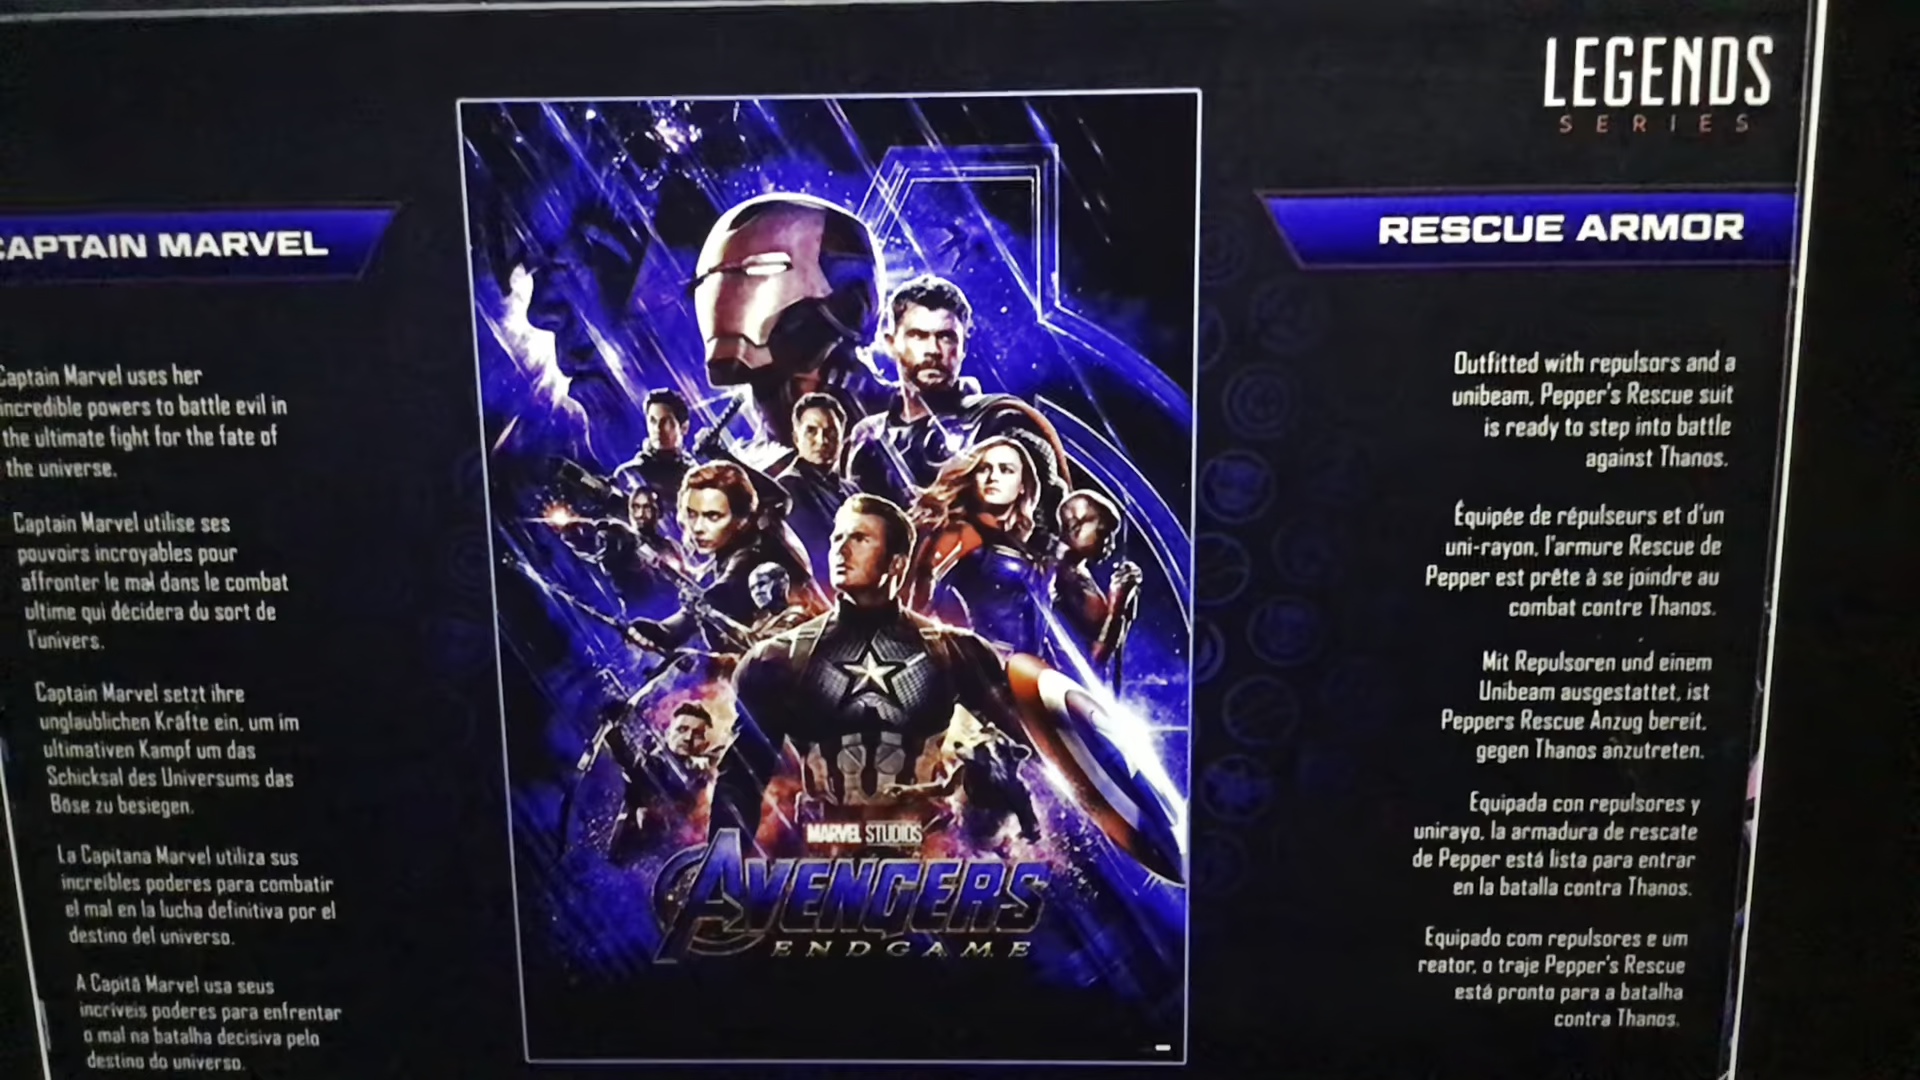 LEGENDS
SERIES
CAPTAIN MARVEL
Captain Marvel uses her
incredible powers to battle evil in
the ultimate fight for the fate of
the universe.
Captain Marvel utilise ses
pouvoirs incroyables pour
affronter le mal dans le combat
ultime qui décidera du sort de
l'univers.
Captain Marvel setzt ihre
unglaublichen Kräfte ein, um im
ultimativen Kampf um das
Schicksal des Universums das
Böse zu besiegen.
La Capitana Marvel utiliza sus
increíbles poderes para combatir
el mal en la lucha definitiva por el
destino del universo.
A Capitã Marvel usa seus
incríveis poderes para enfrentar
o mal na batalha decisiva pelo
destino do universo.
MARVEL STUDIOS
AVENGERS
ENDGAME
RESCUE ARMOR
Outfitted with repulsors and a
unibeam, Pepper's Rescue suit
is ready to step into battle
against Thanos.
Équipée de répulseurs et d'un
uni-rayon, l'armure Rescue de
Pepper est prête à se joindre au
combat contre Thanos.
Mit Repulsoren und einem
Unibeam ausgestattet, ist
Peppers Rescue Anzug bereit,
gegen Thanos anzutreten.
Equipada con repulsores y
unirayo, la armadura de rescate
de Pepper está lista para entrar
en la batalla contra Thanos.
Equipado com repulsores e um
reator, o traje Pepper's Rescue
está pronto para a batalha
contra Thanos.